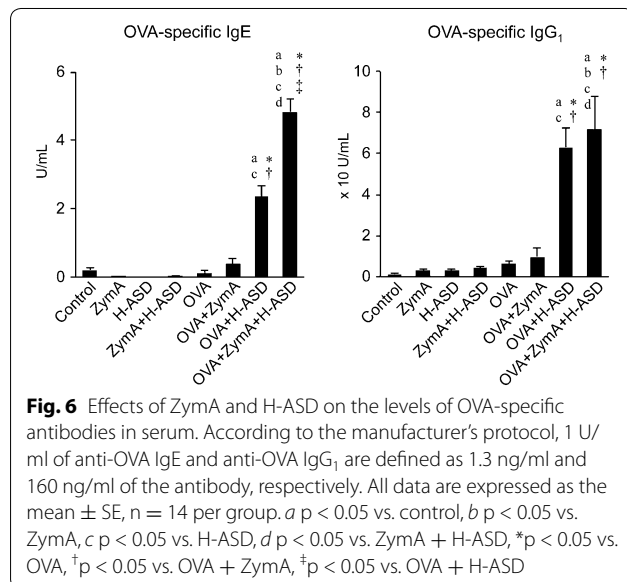 OVA-specific IgE
OVA-specific IgG1
a *
b †
c ‡
d
a *
c †
6
4
2
0
U/mL
Control
ZymA
H-ASD
ZymA+H-ASD
OVA
OVA+ZymA
OVA+H-ASD
OVA+ZymA+H-ASD
a *
b †
c
d
a *
c †
10
8
6
4
2
0
x 10 U/mL
Control
ZymA
H-ASD
ZymA+H-ASD
OVA
OVA+ZymA
OVA+H-ASD
OVA+ZymA+H-ASD
Fig. 6 Effects of ZymA and H-ASD on the levels of OVA-specific
antibodies in serum. According to the manufacturer's protocol, 1 U/
ml of anti-OVA IgE and anti-OVA IgG1 are defined as 1.3 ng/ml and
160 ng/ml of the antibody, respectively. All data are expressed as the
mean ± SE, n = 14 per group. a p < 0.05 vs. control, b p < 0.05 vs.
ZymA, c p < 0.05 vs. H-ASD, d p < 0.05 vs. ZymA + H-ASD, *p < 0.05 vs.
OVA, †p < 0.05 vs. OVA + ZymA, ‡p < 0.05 vs. OVA + H-ASD